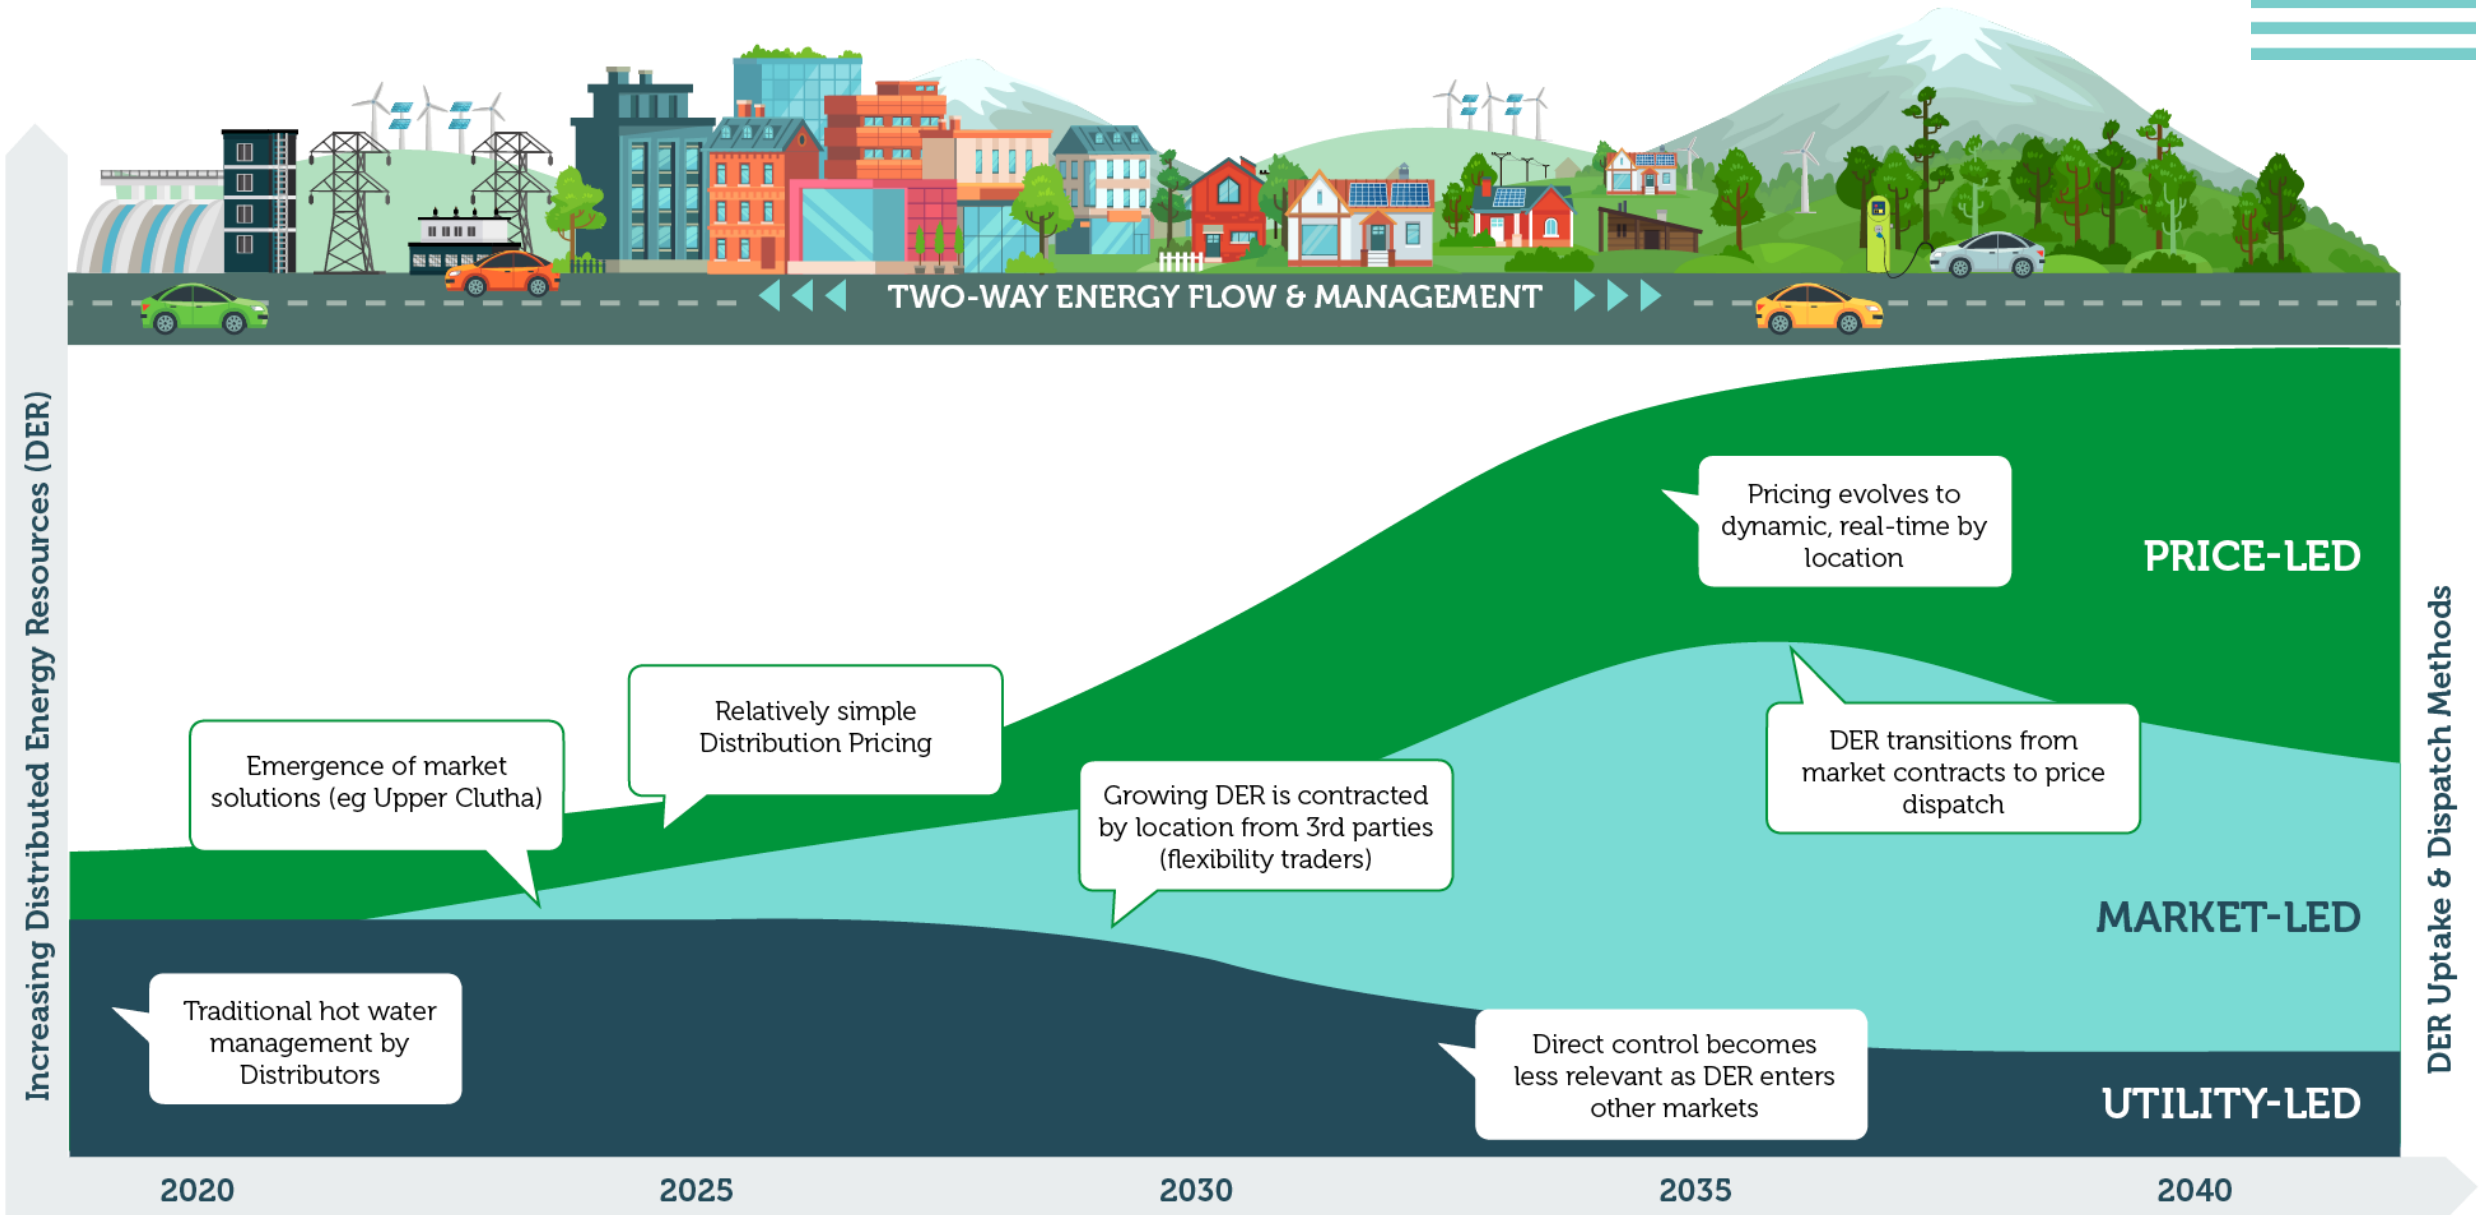 TWO-WAY ENERGY FLOW & MANAGEMENT
Increasing Distributed Energy Resources (DER)
Pricing evolves to
dynamic, real-time by
location
PRICE-LED
Relatively simple
Distribution Pricing
Emergence of market
solutions (eg Upper Clutha)
Growing DER is contracted
by location from 3rd parties
(flexibility traders)
DER transitions from
market contracts to price
dispatch
MARKET-LED
Traditional hot water
management by
Distributors
Direct control becomes
less relevant as DER enters
other markets
UTILITY-LED
DER Uptake & Dispatch Methods
2020 2025 2030 2035 2040